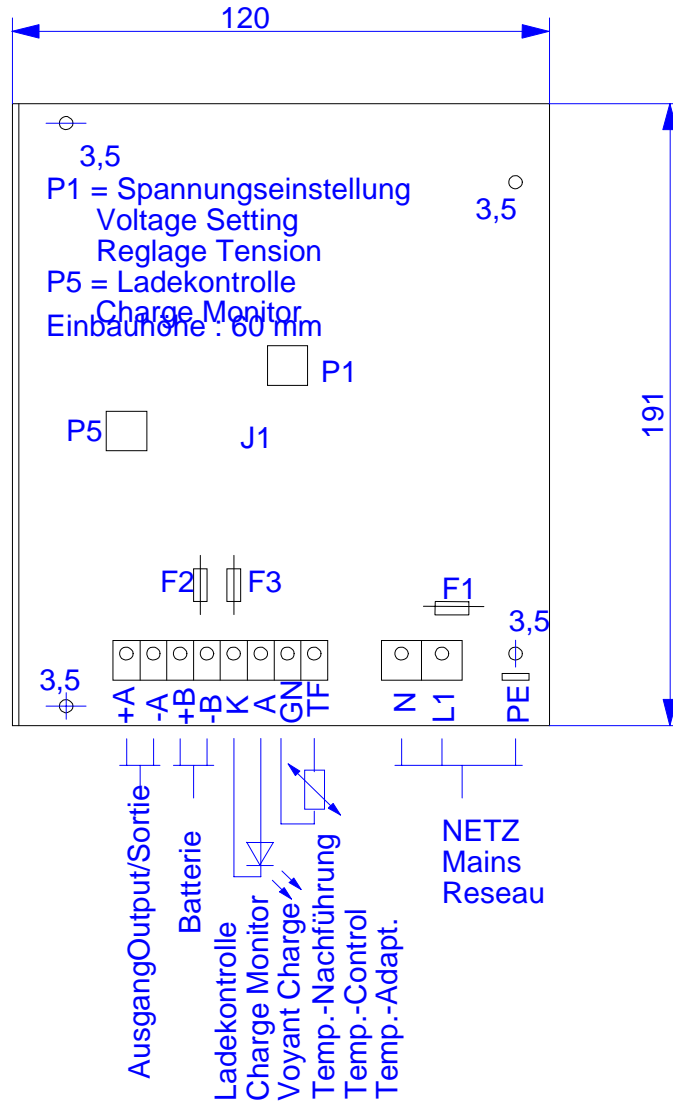 120
3,5
P1 = Spannungseinstellung
Voltage Setting
Reglage Tension
P5 = Ladekontrolle
Charge Monitor
Einbauhöhe : 60 mm
3,5
P1
P5
J1
191
F2
F3
F1
3,5
3,5
+A
-A
+B
-B
K
A
GN
TF
N
L1
PE
AusgangOutput/Sortie
Batterie
Ladekontrolle
Charge Monitor
Voyant Charge
Temp.-Nachführung
Temp.-Control
Temp.-Adapt.
NETZ
Mains
Reseau